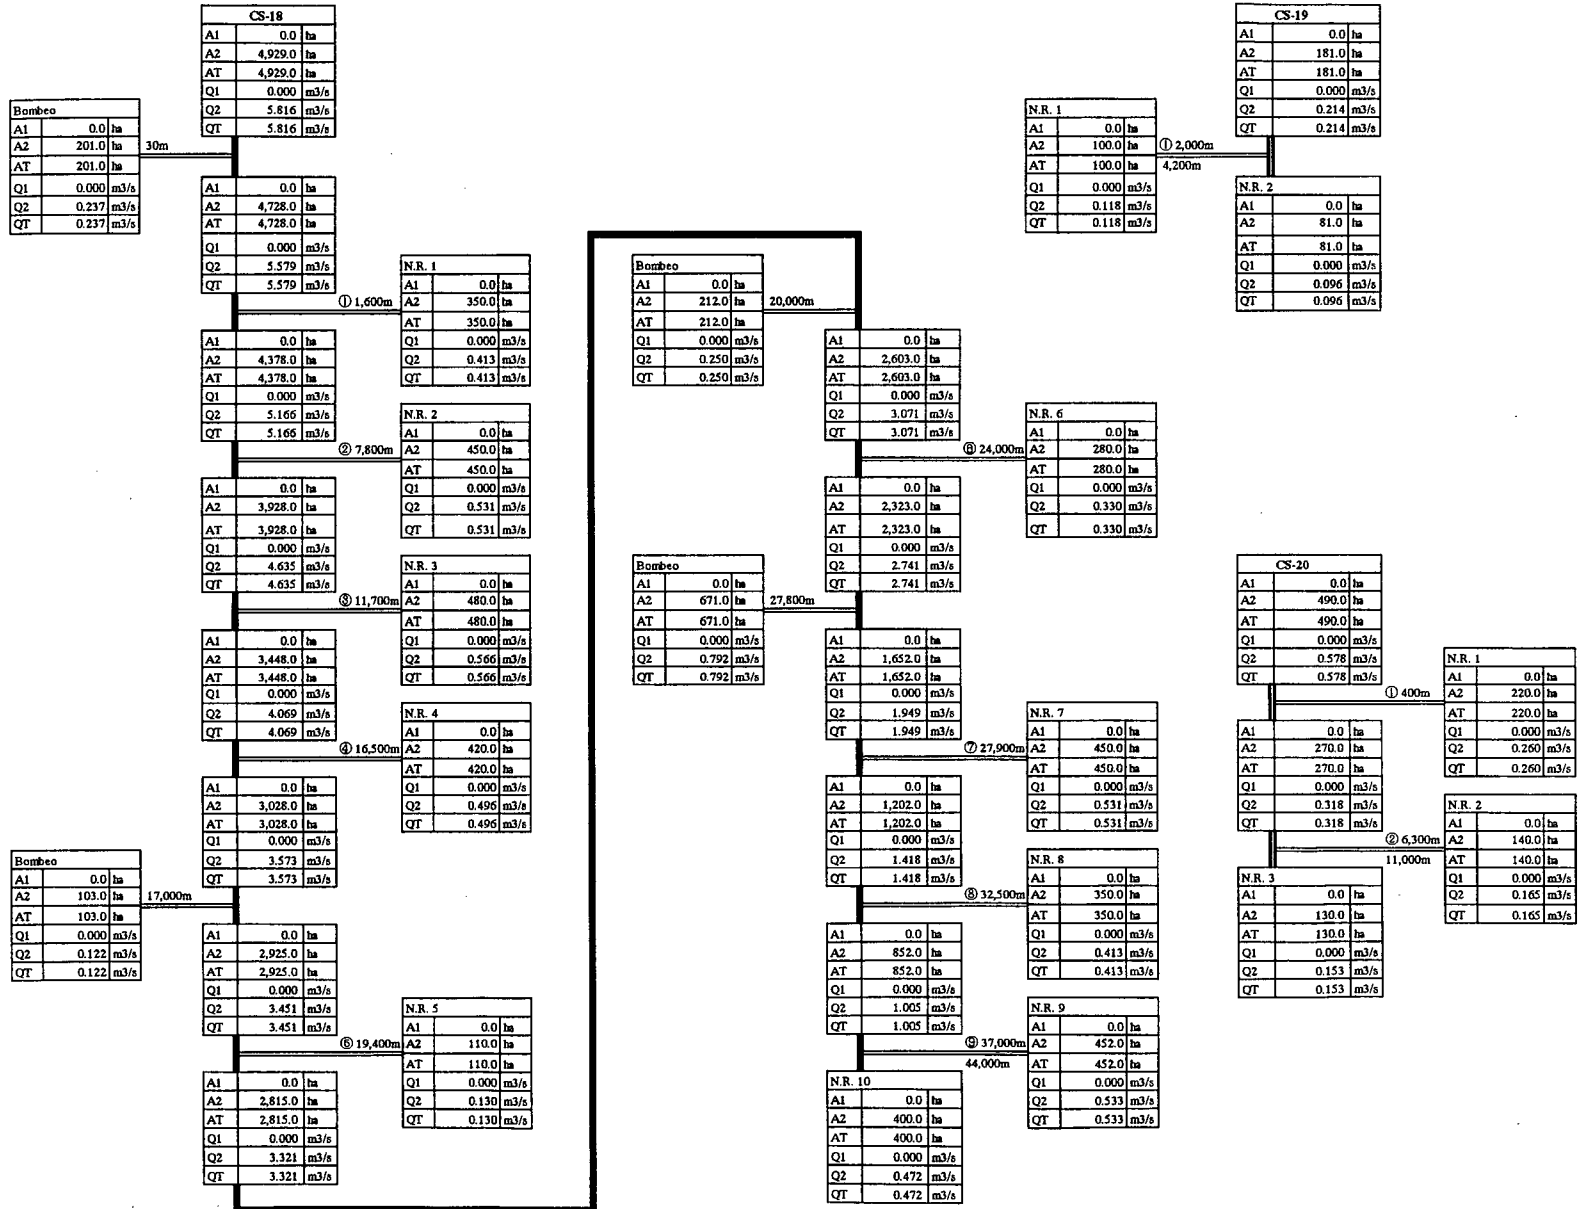 CS-18
A1 0.0 ha
A2 4,929.0 ha
AT 4,929.0 ha
Q1 0.000 m3/s
Q2 5.816 m3/s
QT 5.816 m3/s
Bombeo
A1 0.0 ha
A2 201.0 ha
AT 201.0 ha
Q1 0.000 m3/s
Q2 0.237 m3/s
QT 0.237 m3/s
30m
A1 0.0 ha
A2 4,728.0 ha
AT 4,728.0 ha
Q1 0.000 m3/s
Q2 5.579 m3/s
QT 5.579 m3/s
① 1,600m
N.R. 1
A1 0.0 ha
A2 350.0 ha
AT 350.0 ha
Q1 0.000 m3/s
Q2 0.413 m3/s
QT 0.413 m3/s
A1 0.0 ha
A2 4,378.0 ha
AT 4,378.0 ha
Q1 0.000 m3/s
Q2 5.166 m3/s
QT 5.166 m3/s
② 7,800m
N.R. 2
A1 0.0 ha
A2 450.0 ha
AT 450.0 ha
Q1 0.000 m3/s
Q2 0.531 m3/s
QT 0.531 m3/s
A1 0.0 ha
A2 3,928.0 ha
AT 3,928.0 ha
Q1 0.000 m3/s
Q2 4.635 m3/s
QT 4.635 m3/s
③ 11,700m
N.R. 3
A1 0.0 ha
A2 480.0 ha
AT 480.0 ha
Q1 0.000 m3/s
Q2 0.566 m3/s
QT 0.566 m3/s
A1 0.0 ha
A2 3,448.0 ha
AT 3,448.0 ha
Q1 0.000 m3/s
Q2 4.069 m3/s
QT 4.069 m3/s
④ 16,500m
N.R. 4
A1 0.0 ha
A2 420.0 ha
AT 420.0 ha
Q1 0.000 m3/s
Q2 0.496 m3/s
QT 0.496 m3/s
A1 0.0 ha
A2 3,028.0 ha
AT 3,028.0 ha
Q1 0.000 m3/s
Q2 3.573 m3/s
QT 3.573 m3/s
Bombeo
A1 0.0 ha
A2 103.0 ha
AT 103.0 ha
Q1 0.000 m3/s
Q2 0.122 m3/s
QT 0.122 m3/s
17,000m
A1 0.0 ha
A2 2,925.0 ha
AT 2,925.0 ha
Q1 0.000 m3/s
Q2 3.451 m3/s
QT 3.451 m3/s
19,400m
N.R. 5
A1 0.0 ha
A2 110.0 ha
AT 110.0 ha
Q1 0.000 m3/s
Q2 0.130 m3/s
QT 0.130 m3/s
A1 0.0 ha
A2 2,815.0 ha
AT 2,815.0 ha
Q1 0.000 m3/s
Q2 3.321 m3/s
QT 3.321 m3/s
Bombeo
A1 0.0 ha
A2 212.0 ha
AT 212.0 ha
Q1 0.000 m3/s
Q2 0.250 m3/s
QT 0.250 m3/s
20,000m
A1 0.0 ha
A2 2,603.0 ha
AT 2,603.0 ha
Q1 0.000 m3/s
Q2 3.071 m3/s
QT 3.071 m3/s
24,000m
N.R. 6
A1 0.0 ha
A2 280.0 ha
AT 280.0 ha
Q1 0.000 m3/s
Q2 0.330 m3/s
QT 0.330 m3/s
A1 0.0 ha
A2 2,323.0 ha
AT 2,323.0 ha
Q1 0.000 m3/s
Q2 2.741 m3/s
QT 2.741 m3/s
Bombeo
A1 0.0 ha
A2 671.0 ha
AT 671.0 ha
Q1 0.000 m3/s
Q2 0.792 m3/s
QT 0.792 m3/s
27,800m
A1 0.0 ha
A2 1,652.0 ha
AT 1,652.0 ha
Q1 0.000 m3/s
Q2 1.949 m3/s
QT 1.949 m3/s
⑦ 27,900m
N.R. 7
A1 0.0 ha
A2 450.0 ha
AT 450.0 ha
Q1 0.000 m3/s
Q2 0.531 m3/s
QT 0.531 m3/s
A1 0.0 ha
A2 1,202.0 ha
AT 1,202.0 ha
Q1 0.000 m3/s
Q2 1.418 m3/s
QT 1.418 m3/s
⑧ 32,500m
N.R. 8
A1 0.0 ha
A2 350.0 ha
AT 350.0 ha
Q1 0.000 m3/s
Q2 0.413 m3/s
QT 0.413 m3/s
A1 0.0 ha
A2 852.0 ha
AT 852.0 ha
Q1 0.000 m3/s
Q2 1.005 m3/s
QT 1.005 m3/s
⑨ 37,000m
44,000m
N.R. 9
A1 0.0 ha
A2 452.0 ha
AT 452.0 ha
Q1 0.000 m3/s
Q2 0.533 m3/s
QT 0.533 m3/s
N.R. 10
A1 0.0 ha
A2 400.0 ha
AT 400.0 ha
Q1 0.000 m3/s
Q2 0.472 m3/s
QT 0.472 m3/s
CS-19
A1 0.0 ha
A2 181.0 ha
AT 181.0 ha
Q1 0.000 m3/s
Q2 0.214 m3/s
QT 0.214 m3/s
N.R. 1
A1 0.0 ha
A2 100.0 ha
AT 100.0 ha
Q1 0.000 m3/s
Q2 0.118 m3/s
QT 0.118 m3/s
① 2,000m
4,200m
N.R. 2
A1 0.0 ha
A2 81.0 ha
AT 81.0 ha
Q1 0.000 m3/s
Q2 0.096 m3/s
QT 0.096 m3/s
CS-20
A1 0.0 ha
A2 490.0 ha
AT 490.0 ha
Q1 0.000 m3/s
Q2 0.578 m3/s
QT 0.578 m3/s
① 400m
N.R. 1
A1 0.0 ha
A2 220.0 ha
AT 220.0 ha
Q1 0.000 m3/s
Q2 0.260 m3/s
QT 0.260 m3/s
A1 0.0 ha
A2 270.0 ha
AT 270.0 ha
Q1 0.000 m3/s
Q2 0.318 m3/s
QT 0.318 m3/s
② 6,300m
11,000m
N.R. 2
A1 0.0 ha
A2 140.0 ha
AT 140.0 ha
Q1 0.000 m3/s
Q2 0.165 m3/s
QT 0.165 m3/s
N.R. 3
A1 0.0 ha
A2 130.0 ha
AT 130.0 ha
Q1 0.000 m3/s
Q2 0.153 m3/s
QT 0.153 m3/s